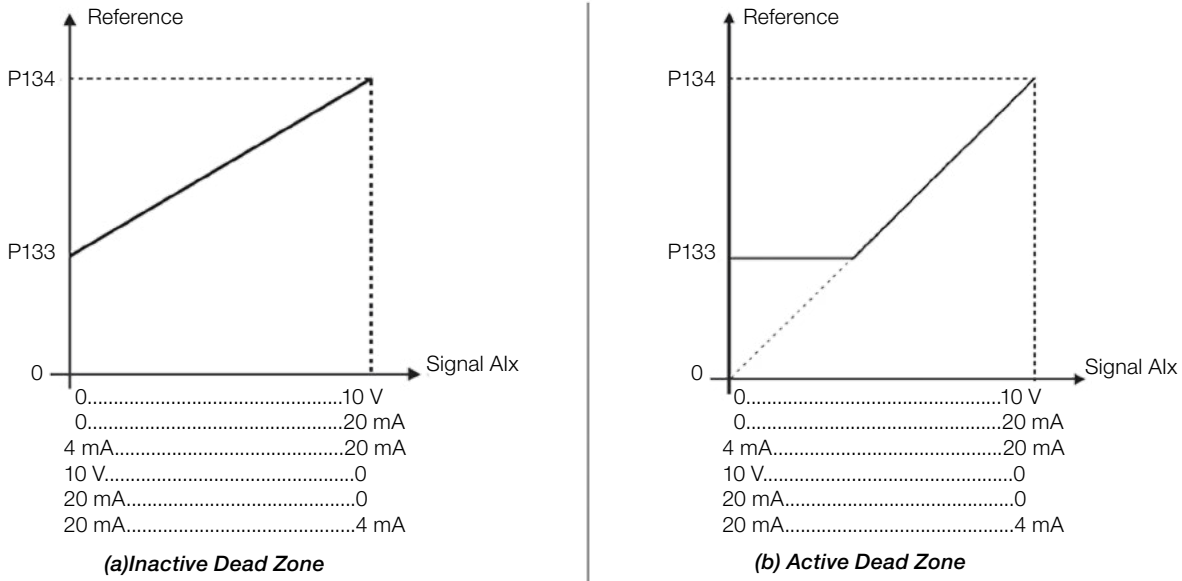 Reference
P134
P133
0
Signal AIx
0..................................................10 V
0..................................................20 mA
4 mA.............................................20 mA
10 V.................................................0
20 mA.............................................0
20 mA.............................................4 mA
(a)Inactive Dead Zone
Reference
P134
P133
0
Signal AIx
0..................................................10 V
0..................................................20 mA
4 mA.............................................20 mA
10 V.................................................0
20 mA.............................................0
20 mA.............................................4 mA
(b) Active Dead Zone